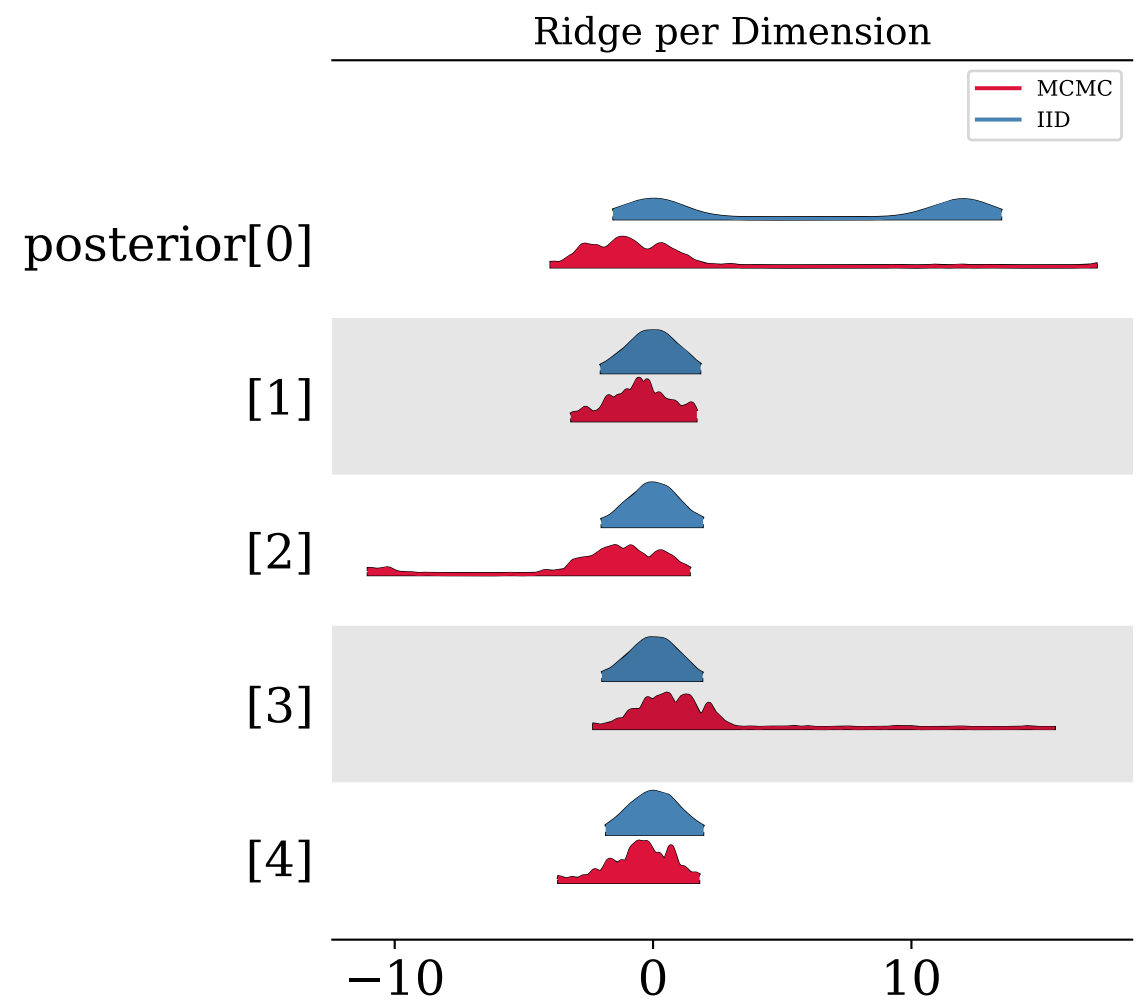 Ridge per Dimension
MCMC
IID
posterior[0]
[1]
[2]
[3]
[4]
−10 0 10